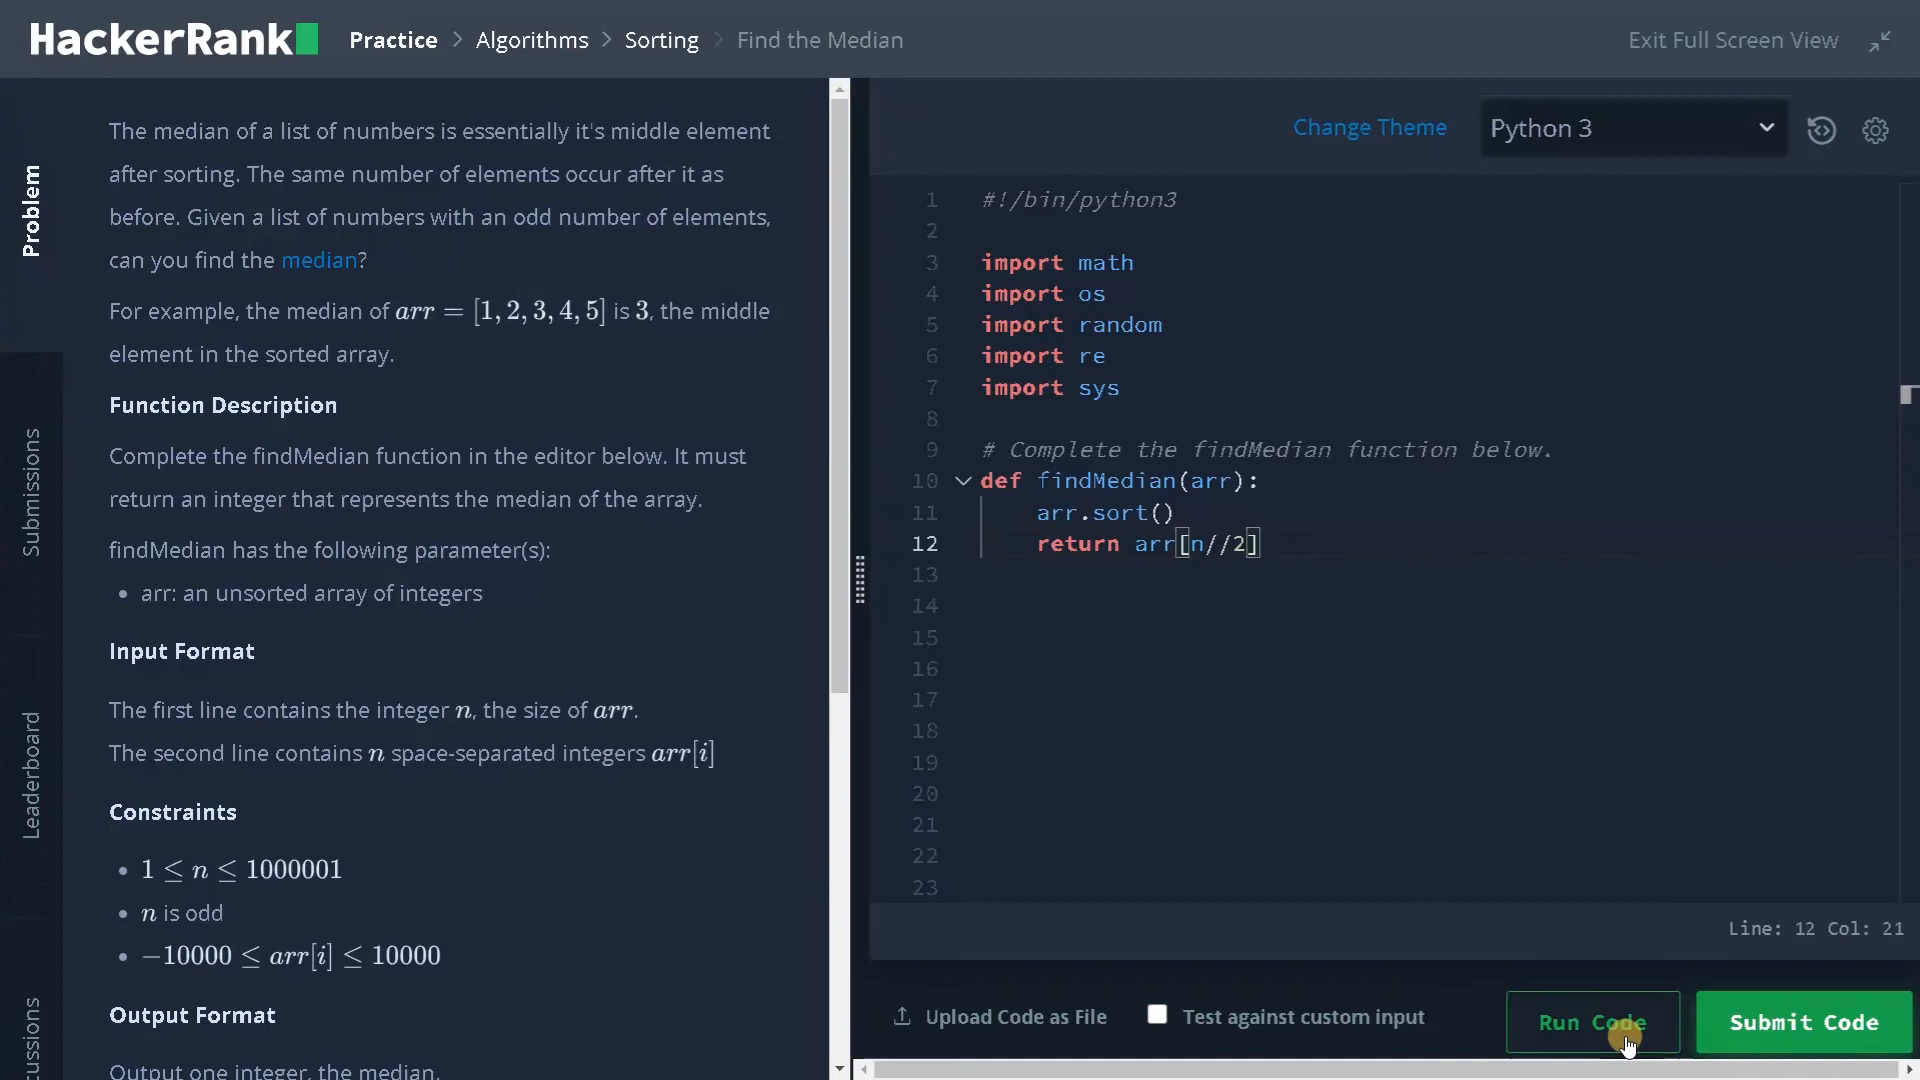 HackerRank Practice > Algorithms > Sorting > Find the Median Exit Full Screen View
Problem
Submissions
Leaderboard
The median of a list of numbers is essentially it's middle element
after sorting. The same number of elements occur after it as
before. Given a list of numbers with an odd number of elements,
can you find the median?
For example, the median of arr = [1, 2, 3, 4, 5] is 3, the middle
element in the sorted array.
Function Description
Complete the findMedian function in the editor below. It must
return an integer that represents the median of the array.
findMedian has the following parameter(s):
• arr: an unsorted array of integers
Input Format
The first line contains the integer n, the size of arr.
The second line contains n space-separated integers arr[i]
Constraints
• 1 ≤ n ≤ 1000001
• n is odd
• −10000 ≤ arr[i] ≤ 10000
Output Format
Output one integer, the median.
Change Theme Python 3
1 #!/bin/python3
2
3 import math
4 import os
5 import random
6 import re
7 import sys
8
9 # Complete the findMedian function below.
10 def findMedian(arr):
11 arr.sort()
12 return arr[n//2]
13
14
15
16
17
18
19
20
21
22
23
Line: 12 Col: 21
Upload Code as File Test against custom input Run Code Submit Code